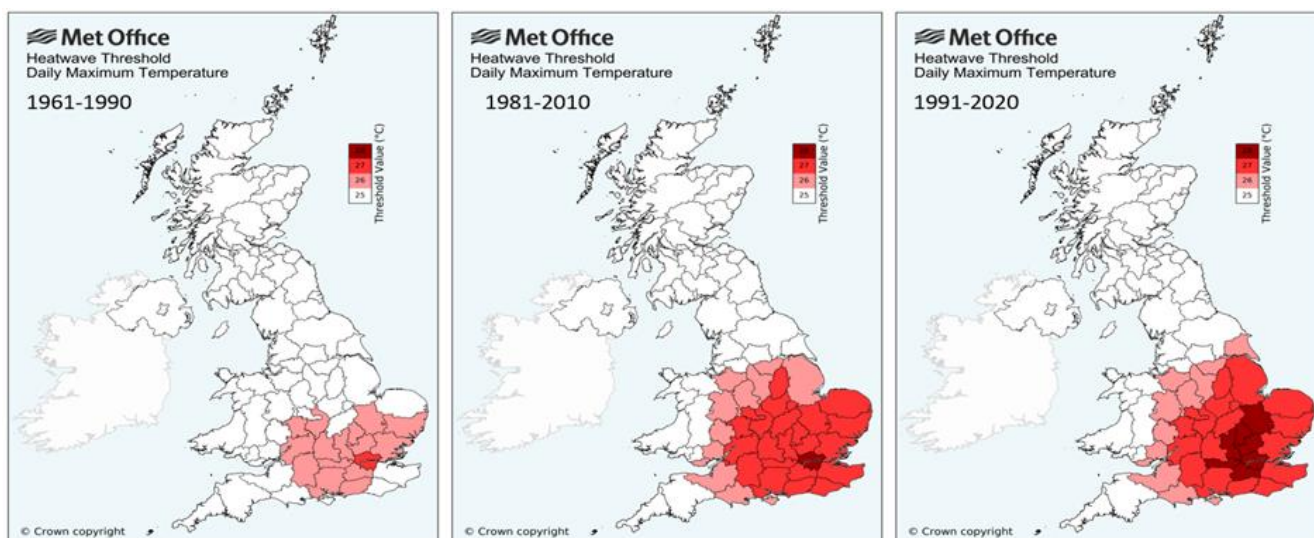 Met Office
Heatwave Threshold
Daily Maximum Temperature
1961-1990
27
26
25
Threshold Value (°C)
© Crown copyright
Met Office
Heatwave Threshold
Daily Maximum Temperature
1981-2010
27
26
25
Threshold Value (°C)
© Crown copyright
Met Office
Heatwave Threshold
Daily Maximum Temperature
1991-2020
27
26
25
Threshold Value (°C)
© Crown copyright